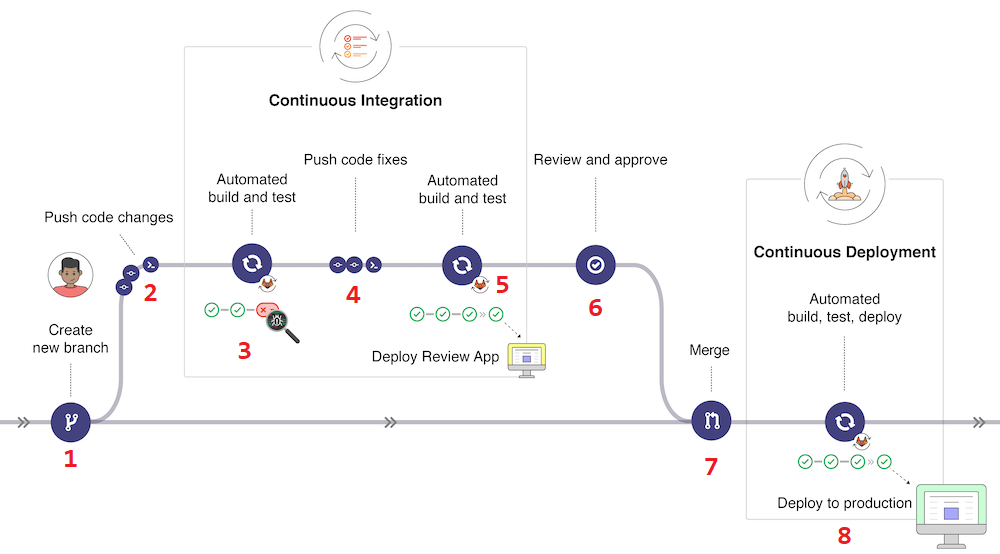 Continuous Integration
Push code fixes
Review and approve
Automated
build and test
Automated
build and test
Push code changes
Continuous Deployment
2
4
5
6
Automated
build, test, deploy
Create
new branch
3
Deploy Review App
Merge
1
7
Deploy to production
8